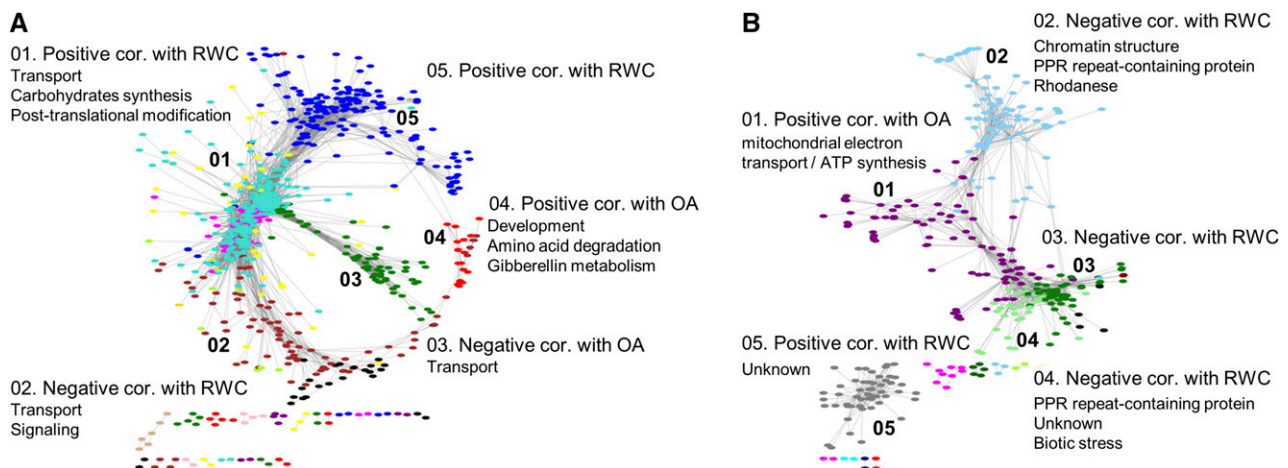 A
01. Positive cor. with RWC
Transport
Carbohydrates synthesis
Post-translational modification
01
05. Positive cor. with RWC
05
04. Positive cor. with OA
Development
Amino acid degradation
Gibberellin metabolism
04
03
03. Negative cor. with OA
Transport
02
02. Negative cor. with RWC
Transport
Signaling
B
02. Negative cor. with RWC
Chromatin structure
PPR repeat-containing protein
Rhodanese
02
01. Positive cor. with OA
mitochondrial electron
transport / ATP synthesis
01
03. Negative cor. with RWC
03
04
05. Positive cor. with RWC
Unknown
05
04. Negative cor. with RWC
PPR repeat-containing protein
Unknown
Biotic stress